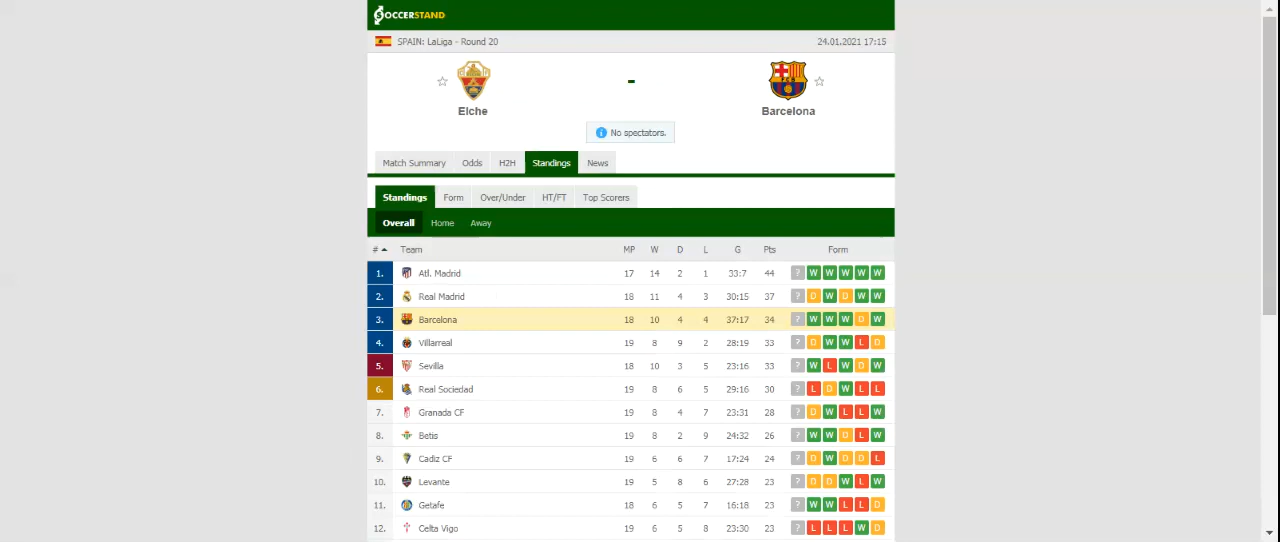 SOCCERSTAND
SPAIN: LaLiga - Round 20 24.01.2021 17:15
-
Elche Barcelona
No spectators.
Match Summary Odds H2H Standings News
Standings Form Over/Under HT/FT Top Scorers
Overall Home Away
# Team MP W D L G Pts Form
1. Atl. Madrid 17 14 2 1 33:7 44 ? W W W W W
2. Real Madrid 18 11 4 3 30:15 37 ? D W D W W
3. Barcelona 18 10 4 4 37:17 34 ? W W W D W
4. Villarreal 19 8 9 2 28:19 33 ? D W W L D
5. Sevilla 18 10 3 5 23:16 33 ? W L W D W
6. Real Sociedad 19 8 6 5 29:16 30 ? L D W L L
7. Granada CF 19 8 4 7 23:31 28 ? D W L L W
8. Betis 19 8 2 9 24:32 26 ? W W D L W
9. Cadiz CF 19 6 6 7 17:24 24 ? D W D D L
10. Levante 19 5 8 6 27:28 23 ? D D W L W
11. Getafe 18 6 5 7 16:18 23 ? W W L L D
12. Celta Vigo 19 6 5 8 23:30 23 ? L L L W D